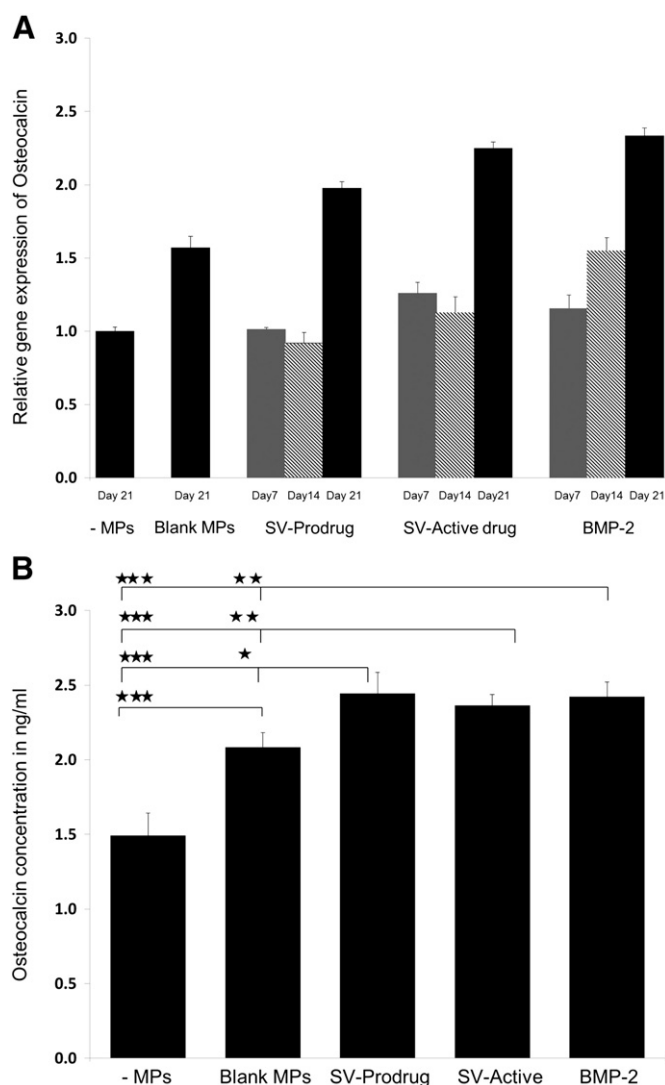 A
Relative gene expression of Osteocalcin
3.0
2.5
2.0
1.5
1.0
0.5
0.0
Day 21 Day 21 Day7 Day14 Day 21 Day7 Day14 Day21 Day7 Day14 Day 21
- MPs Blank MPs SV-Prodrug SV-Active drug BMP-2
B
Osteocalcin concentration in ng/ml
★★★ ★★
★★★ ★★
★★★ ★
★★★
3.0
2.5
2.0
1.5
1.0
0.5
0.0
- MPs Blank MPs SV-Prodrug SV-Active BMP-2